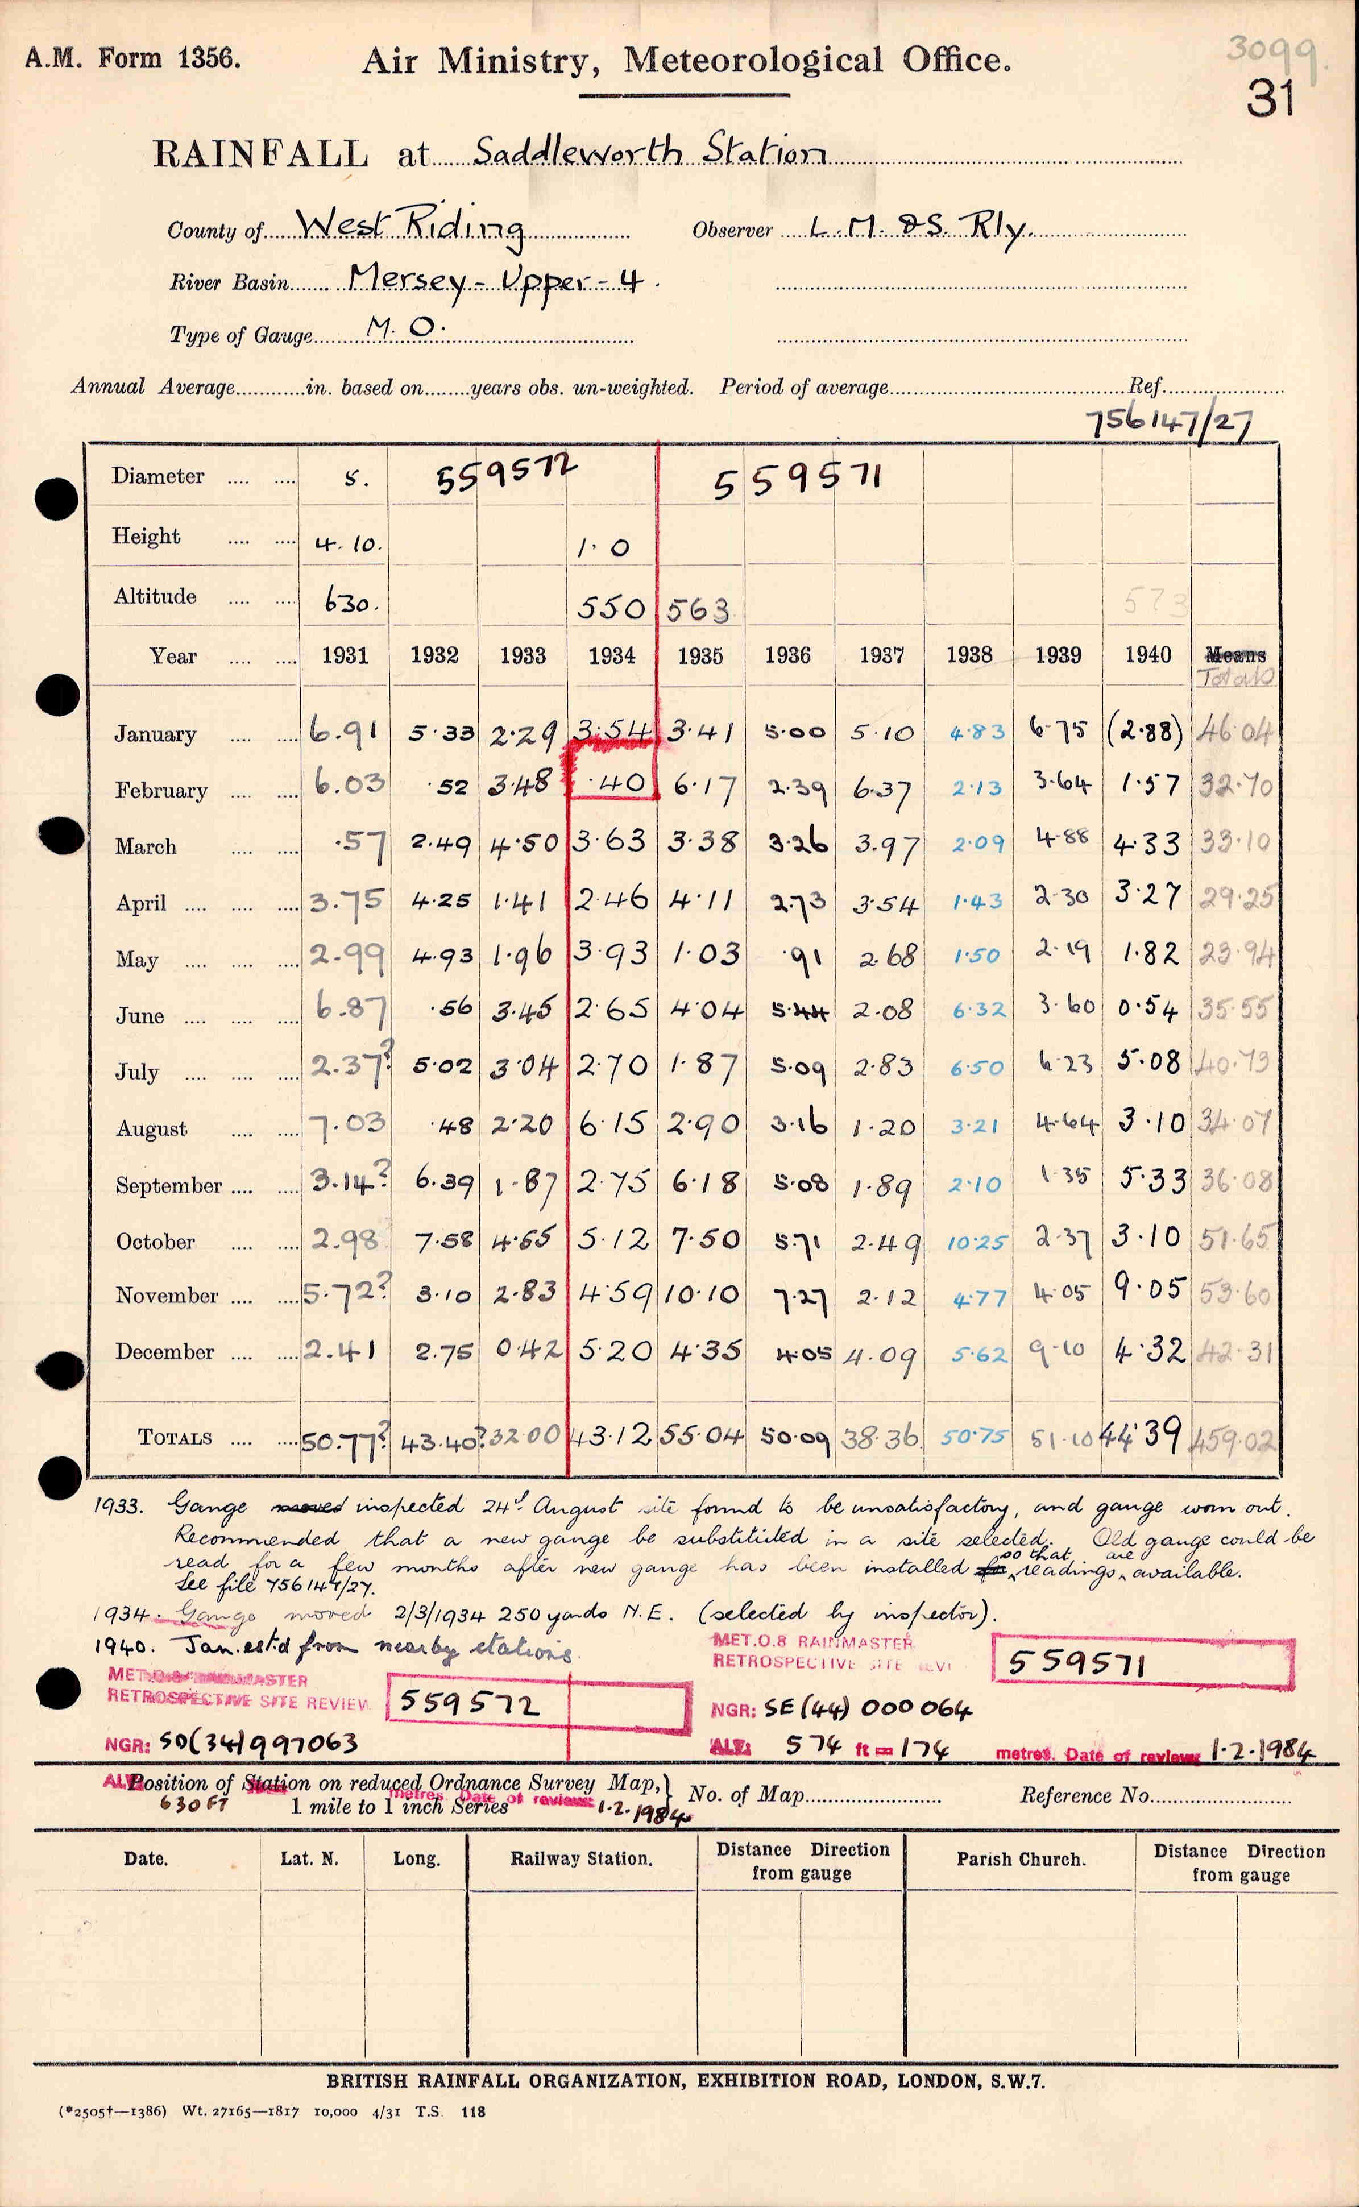 A.M. Form 1356. Air Ministry, Meteorological Office. 3099.
31
RAINFALL at Saddleworth Station
County of West Riding Observer L.M. & S. Rly.
River Basin Mersey - Upper - 4.
Type of Gauge M.O.
Annual Average in. based on years obs. un-weighted. Period of average Ref.
756147/27
Diameter 5. 559572 559571
Height 4.10. 1.0
Altitude 630. 550 563 573
Year 1931 1932 1933 1934 1935 1936 1937 1938 1939 1940 Means
Totals
January 6.91 5.33 2.29 3.54 3.41 5.00 5.10 4.83 6.75 (2.88) 46.04
February 6.03 .52 3.48 .40 6.17 2.39 6.37 2.13 3.64 1.57 32.70
March .57 2.49 4.50 3.63 3.38 3.26 3.97 2.09 4.88 4.33 33.10
April 3.75 4.25 1.41 2.46 4.11 2.73 3.54 1.43 2.30 3.27 29.25
May 2.99 4.93 1.96 3.93 1.03 .91 2.68 1.50 2.19 1.82 23.94
June 6.87 .56 3.45 2.65 4.04 5.44 2.08 6.32 3.60 0.54 35.55
July 2.37? 5.02 3.04 2.70 1.87 5.09 2.83 6.50 6.23 5.08 40.73
August 7.03 .48 2.20 6.15 2.90 3.16 1.20 3.21 4.64 3.10 34.07
September 3.14? 6.39 1.87 2.75 6.18 5.08 1.89 2.10 1.35 5.33 36.08
October 2.98 7.58 4.55 5.12 7.50 5.71 2.49 10.25 2.37 3.10 51.65
November 5.72? 3.10 2.83 4.59 10.10 7.27 2.12 4.77 4.05 9.05 53.60
December 2.41 2.75 0.42 5.20 4.35 4.05 4.09 5.62 9.10 4.32 42.31
TOTALS 50.77? 43.40? 32.00 43.12 55.04 50.09 38.36 50.75 51.10 44.39 459.02
1933. Gauge moved inspected 24th August site found to be unsatisfactory, and gauge worn out.
Recommended that a new gauge be substituted in a site selected. Old gauge could be
read for a few months after new gauge has been installed so that readings are available.
See file 756147/27.
1934. Gauge moved 2/3/1934 250 yards N.E. (selected by inspector).
1940. Jan. est'd from nearby stations.
MET.O.8 RAINMASTER
RETROSPECTIVE SITE REVIEW 559571
MET.O.8 RAINMASTER
RETROSPECTIVE SITE REVIEW 559572
NGR: SE(44) 000064
NGR: SD(34)997063
ALT: 574 ft = 174 metres. Date of review: 1.2.1984
ALT: 630 FT metres. Date of review: 1.2.1984
Position of Station on reduced Ordnance Survey Map, } No. of Map Reference No.
1 mile to 1 inch Series
Date. Lat. N. Long. Railway Station. Distance Direction from gauge Parish Church. Distance Direction from gauge
BRITISH RAINFALL ORGANIZATION, EXHIBITION ROAD, LONDON, S.W.7.
(*2505†—1386) Wt. 27165—1817 10,000 4/31 T.S. 118